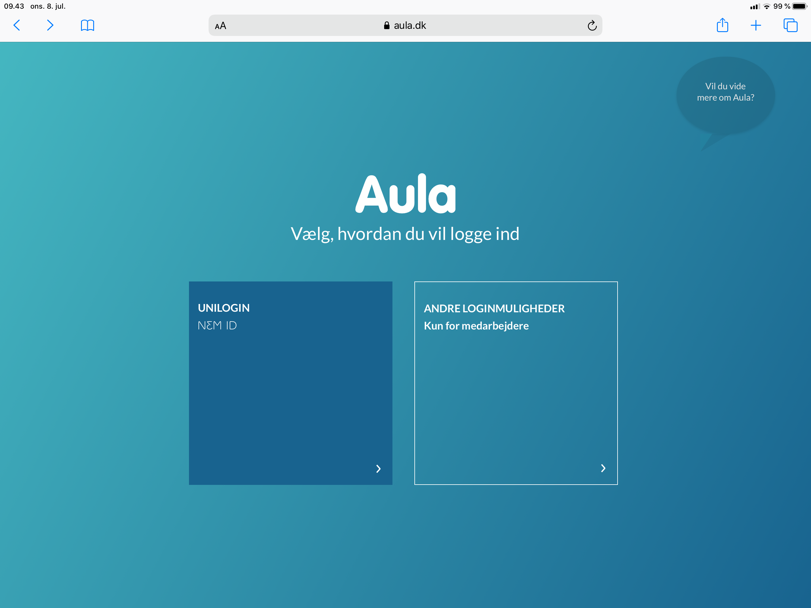 09.43 ons. 8. jul. 99 %
AA aula.dk
Vil du vide
mere om Aula?
Aula
Vælg, hvordan du vil logge ind
UNILOGIN
NEM ID
ANDRE LOGINMULIGHEDER
Kun for medarbejdere